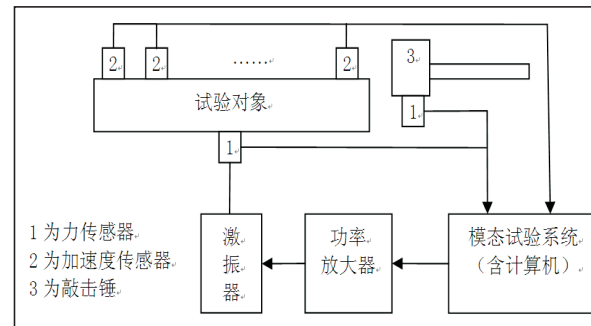 2 2 …… 2
3
试验对象
1
1
1为力传感器
2为加速度传感器
3为敲击锤
激
振
器
功率
放大器
模态试验系统
（含计算机）